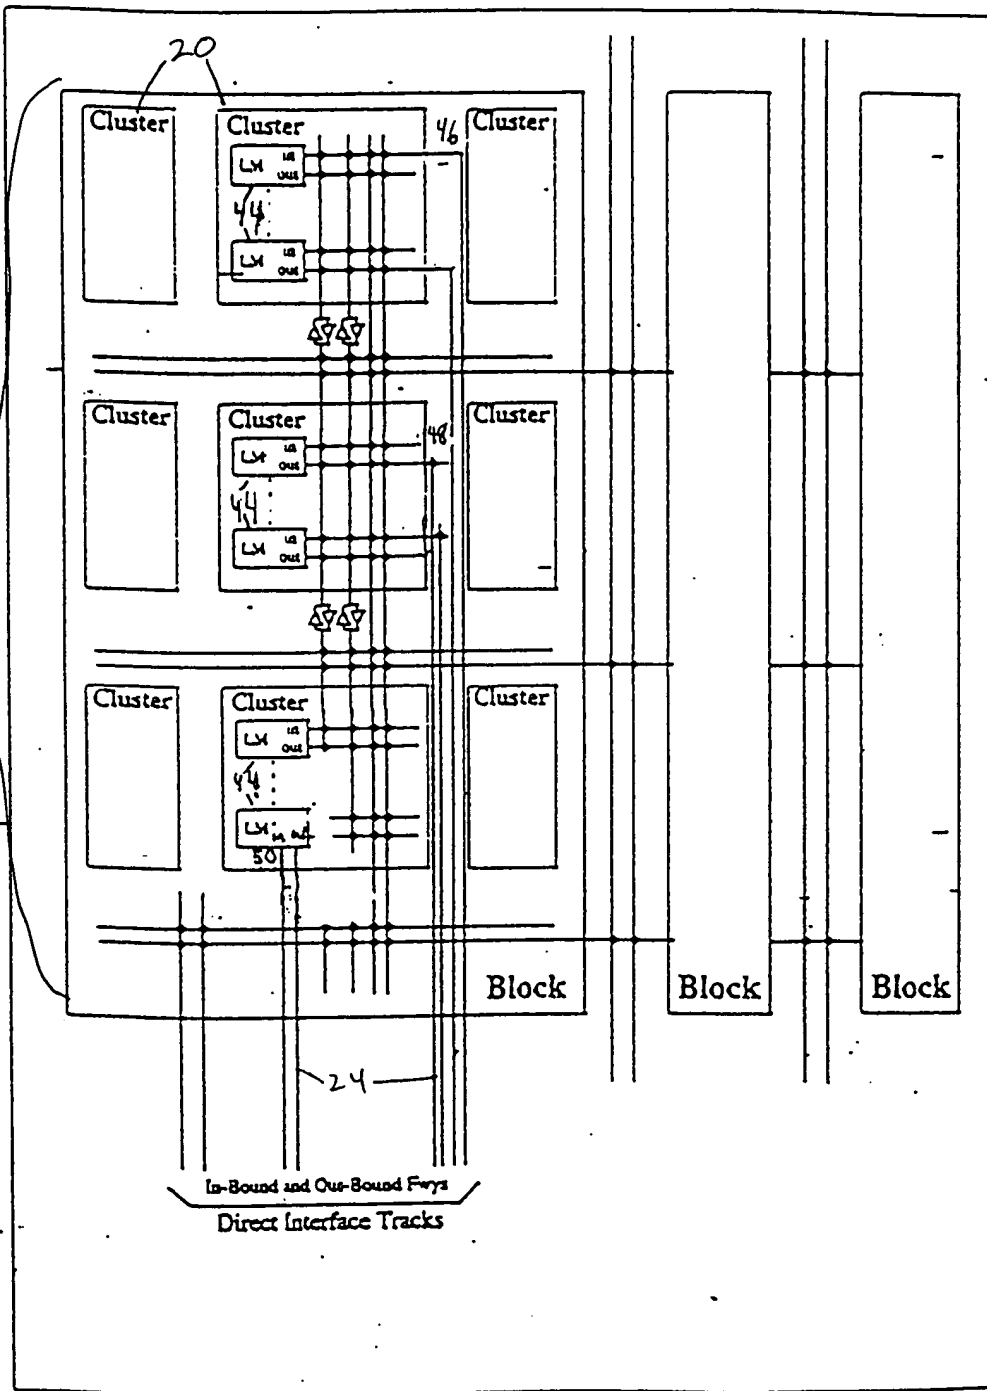 20
Cluster
Cluster
Cluster
46
LM
in
out
44
LM
in
out
Cluster
Cluster
Cluster
48
LM
in
out
44
LM
in
out
Cluster
Cluster
Cluster
LM
in
out
44
LM
in out
50
Block
Block
Block
24
In-Bound and Out-Bound Fwys
Direct Interface Tracks